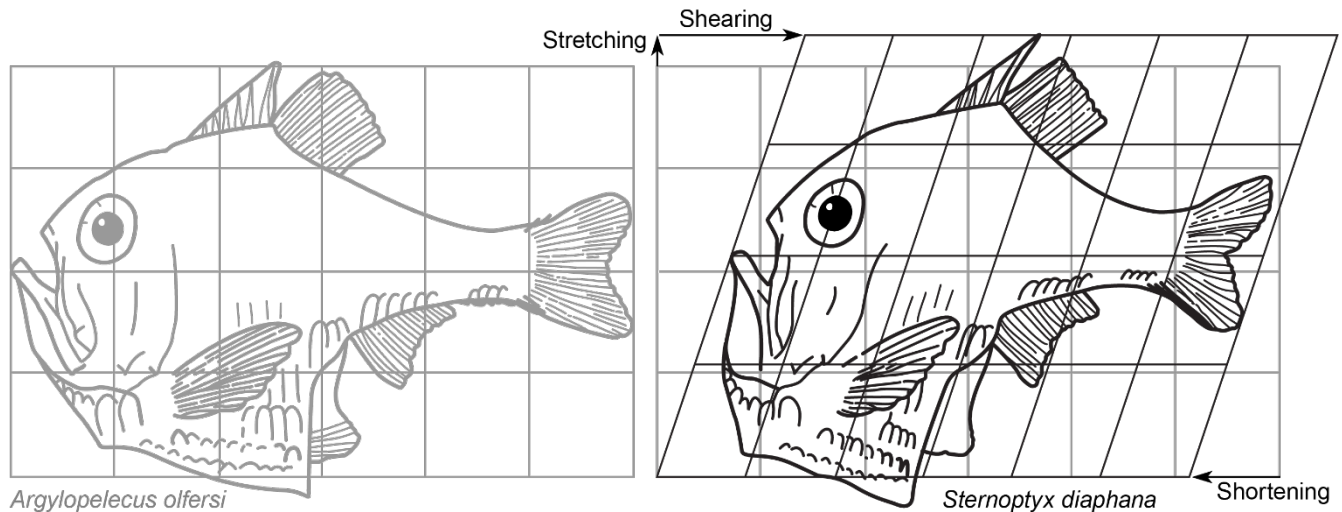 Shearing
Stretching
Argylopelecus olfersi
Sternoptyx diaphana
Shortening